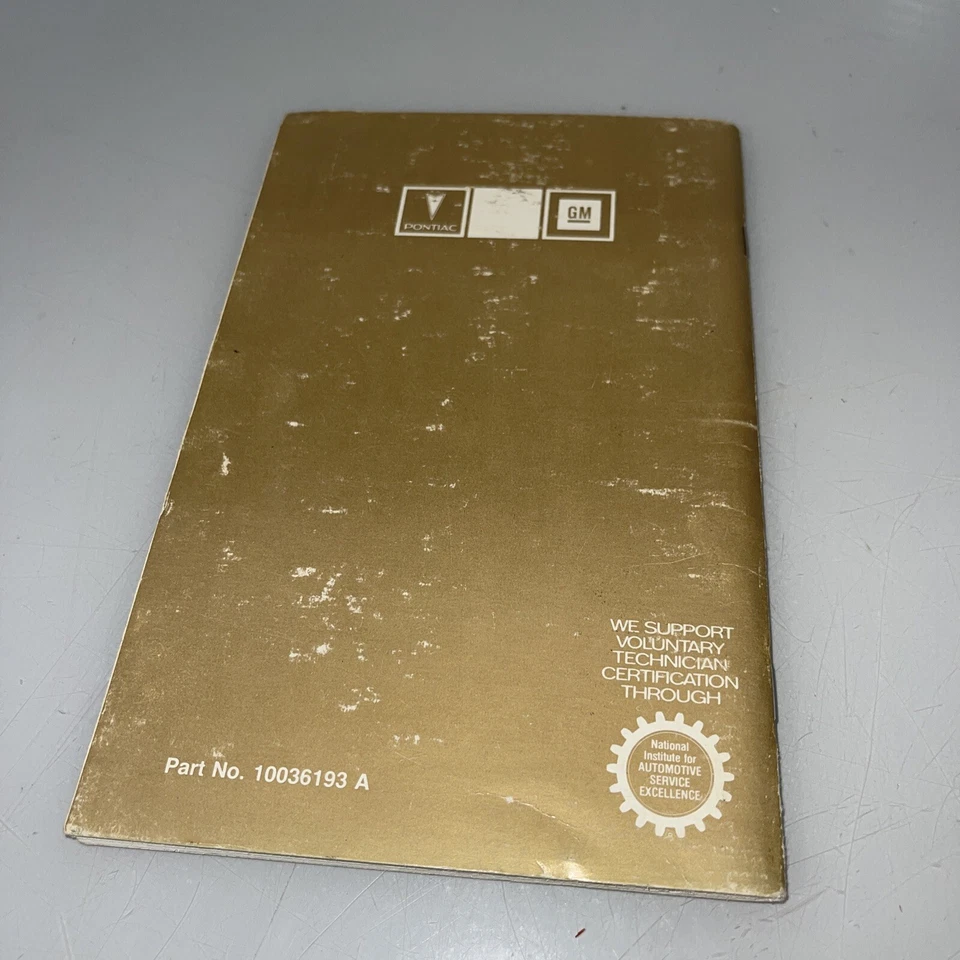 PONTIAC
GM
WE SUPPORT
VOLUNTARY
TECHNICIAN
CERTIFICATION
THROUGH
National
Institute for
AUTOMOTIVE
SERVICE
EXCELLENCE
Part No. 10036193 A